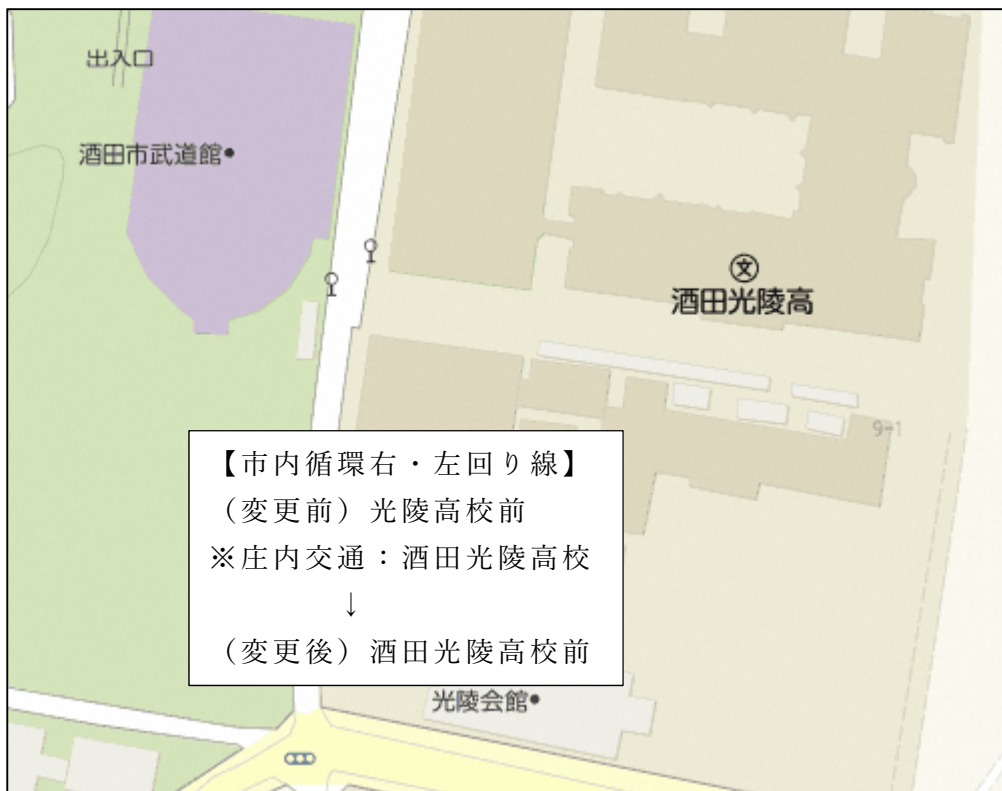 出入口
酒田市武道館
酒田光陵高
9-1
【市内循環右・左回り線】
（変更前）光陵高校前
※庄内交通：酒田光陵高校
↓
（変更後）酒田光陵高校前
光陵会館